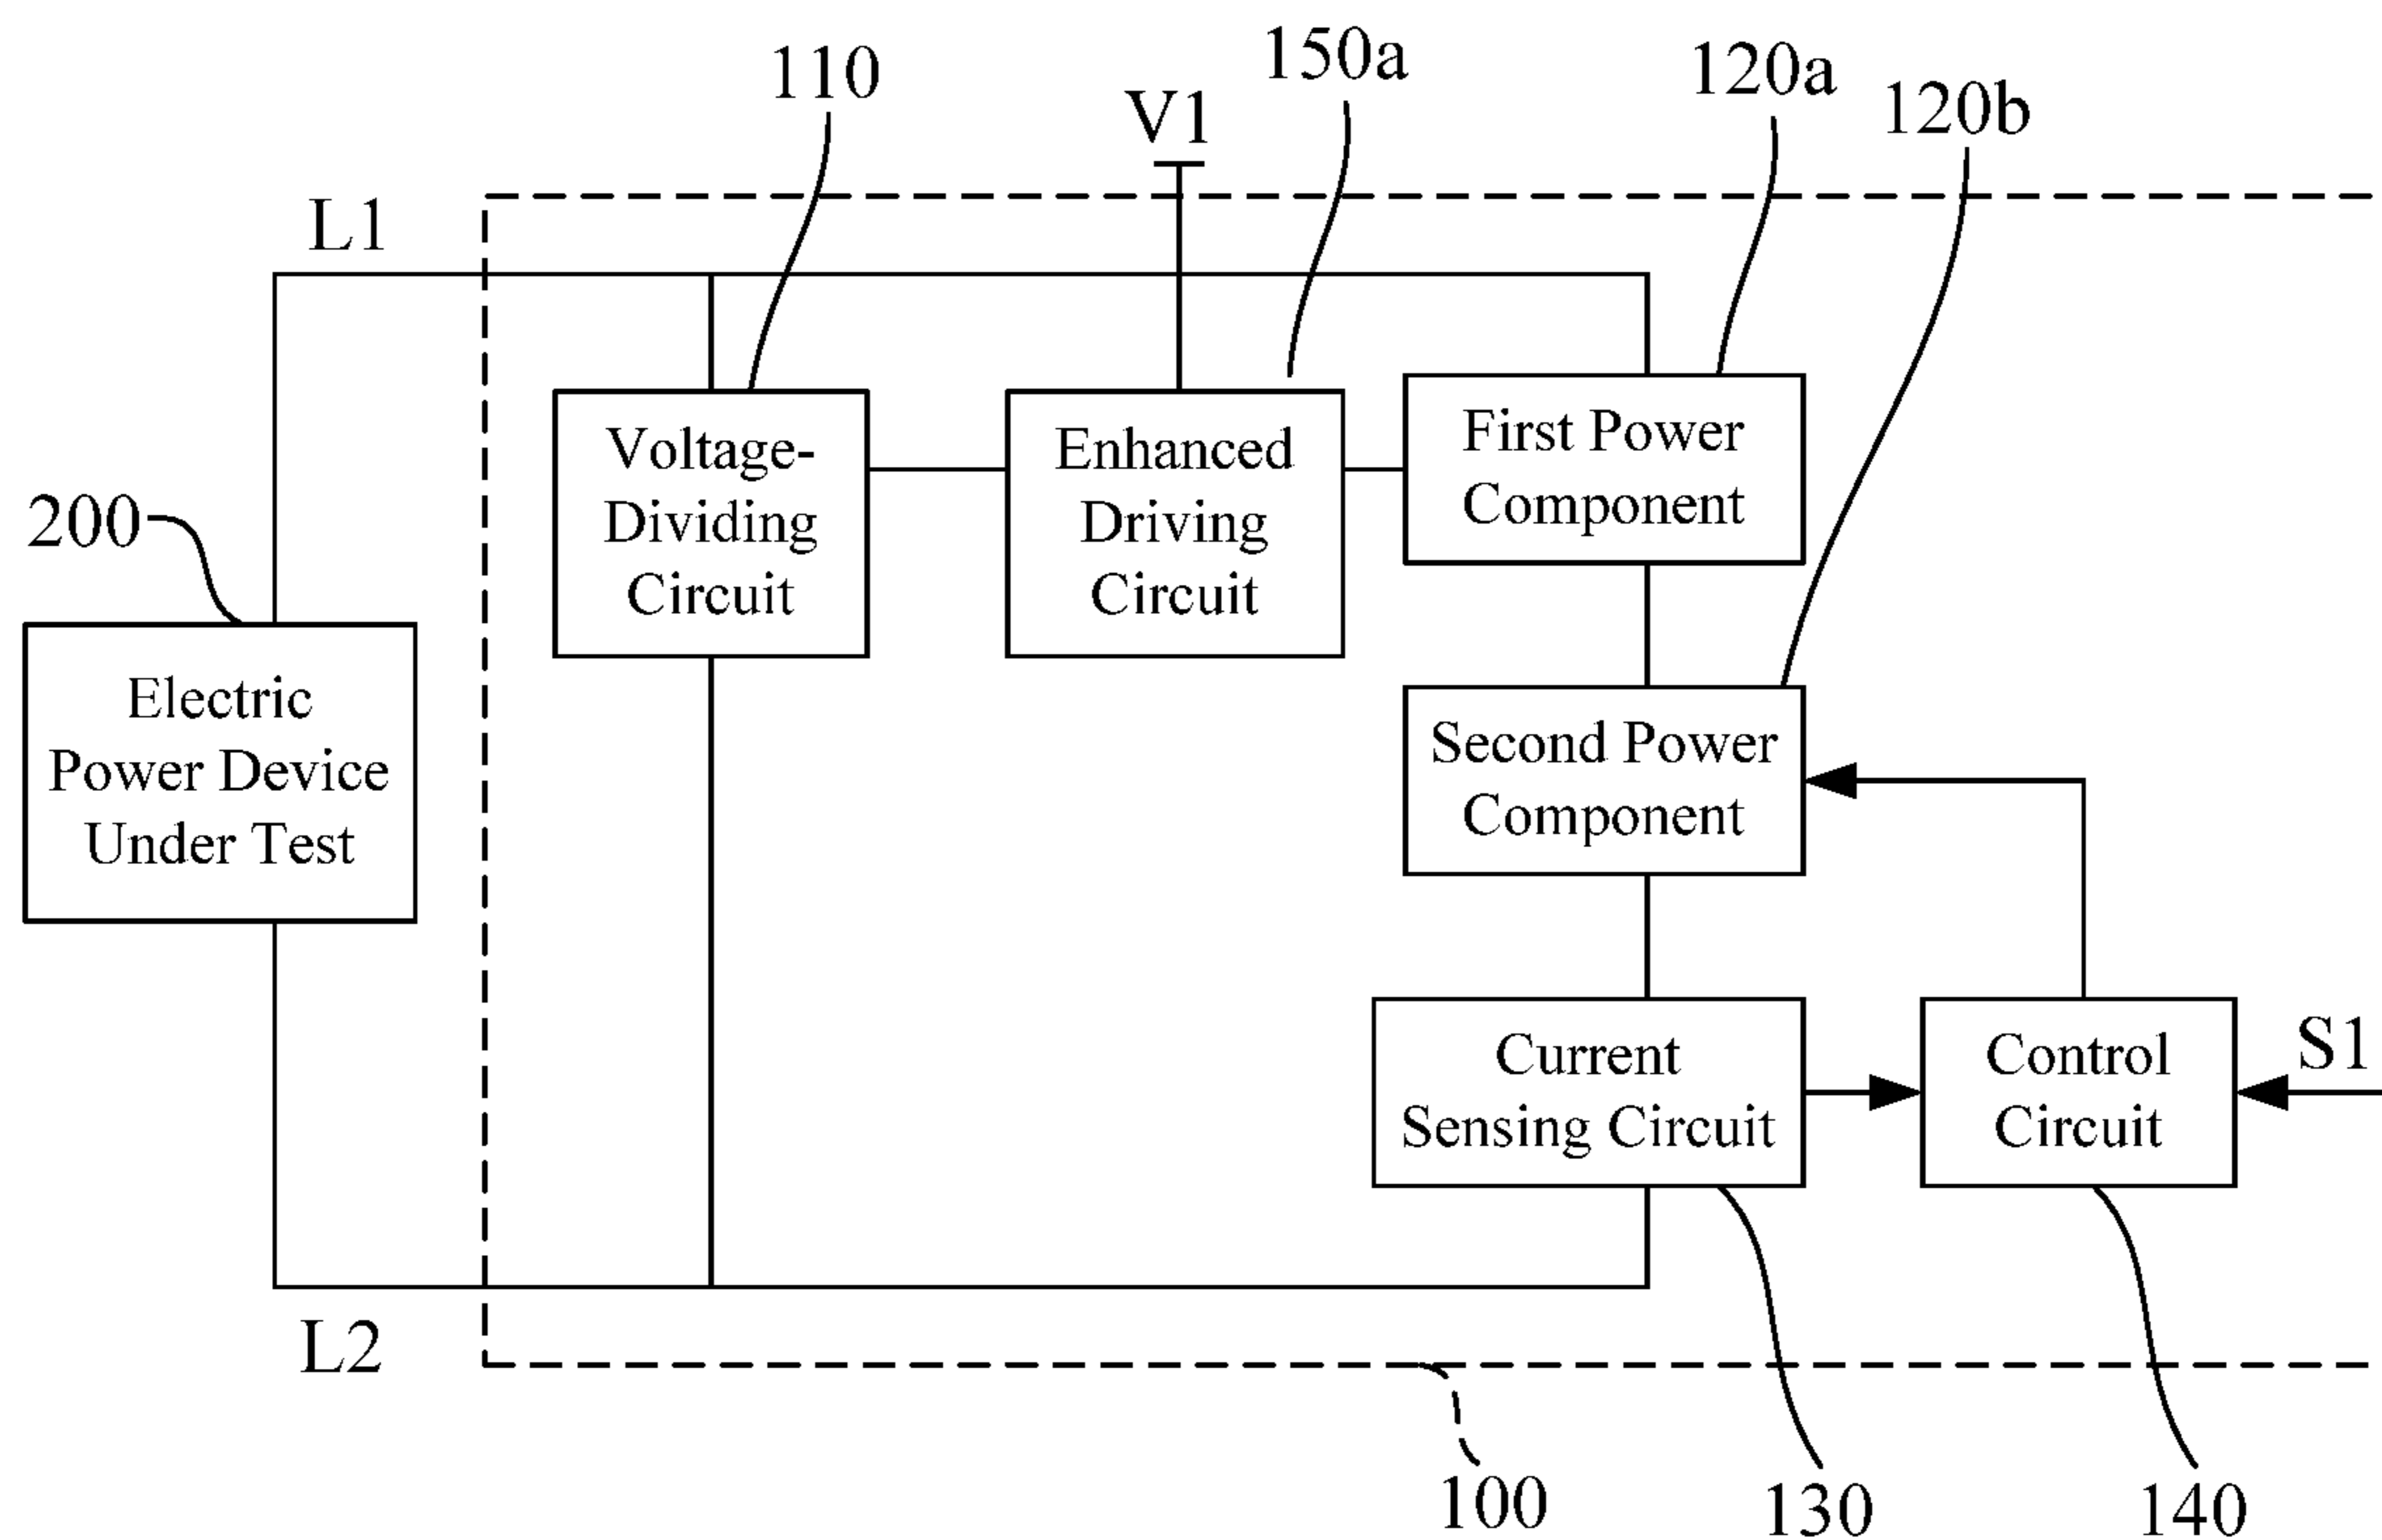 110
150a
120a
V1
120b
L1
Voltage-
Dividing
Circuit
Enhanced
Driving
Circuit
First Power
Component
200
Electric
Power Device
Under Test
Second Power
Component
Current
Sensing Circuit
Control
Circuit
S1
L2
100
130
140